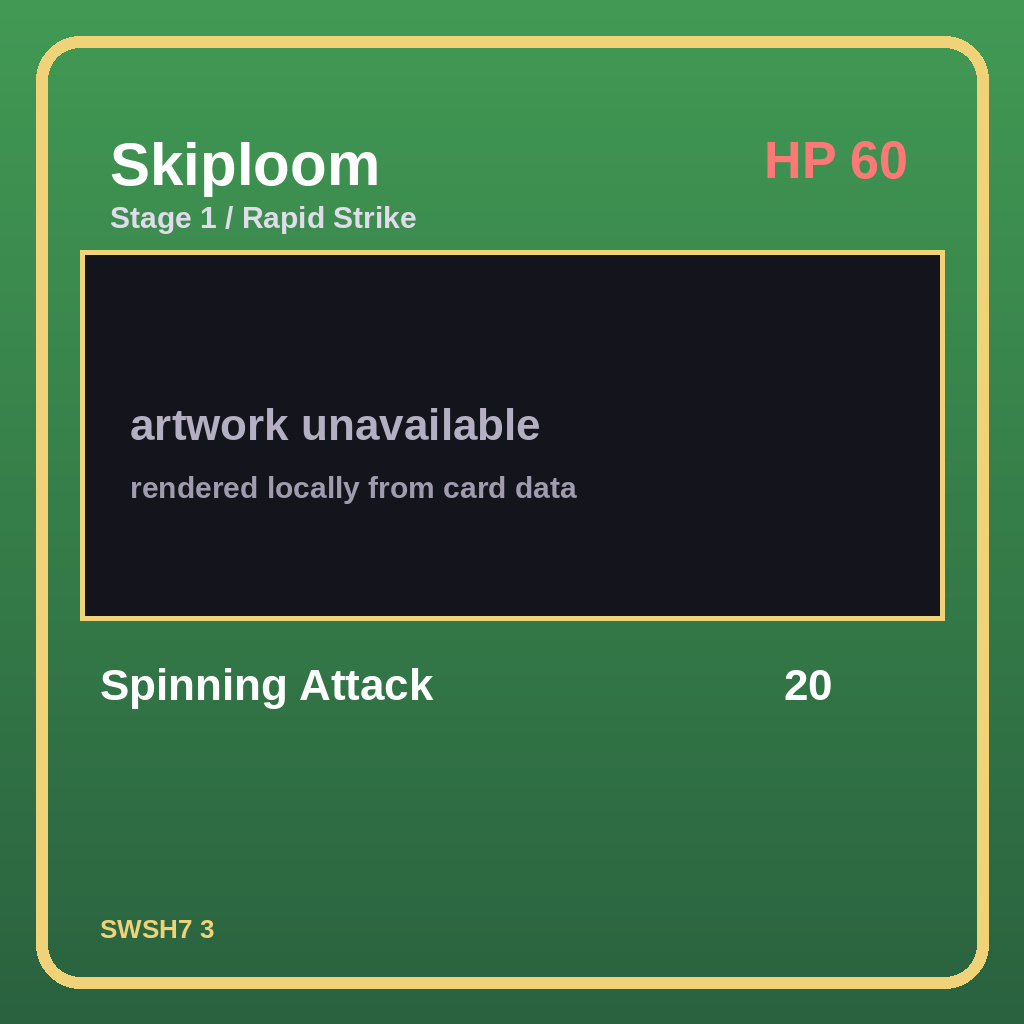 Skiploom
HP 60
Stage 1 / Rapid Strike
artwork unavailable
rendered locally from card data
Spinning Attack
20
SWSH7 3